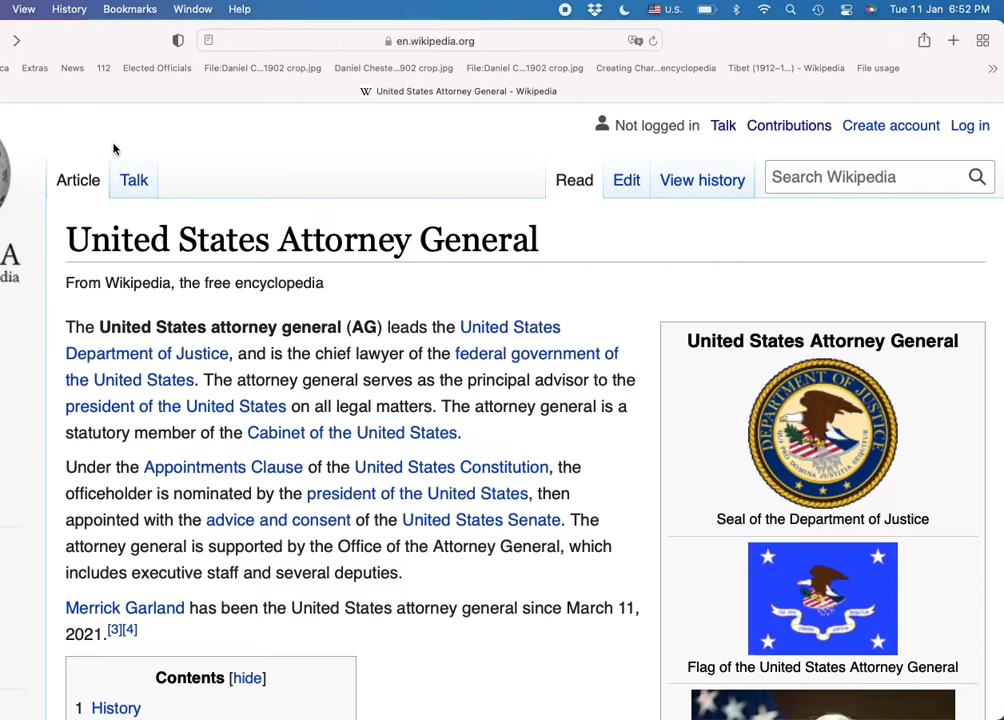 View History Bookmarks Window Help U.S. Tue 11 Jan 6:52 PM
en.wikipedia.org
ca Extras News 112 Elected Officials File:Daniel C...1902 crop.jpg Daniel Cheste...902 crop.jpg File:Daniel C...1902 crop.jpg Creating Char...encyclopedia Tibet (1912–1...) - Wikipedia File usage
W United States Attorney General - Wikipedia
Not logged in Talk Contributions Create account Log in
Article Talk Read Edit View history Search Wikipedia
A
dia
United States Attorney General
From Wikipedia, the free encyclopedia
The United States attorney general (AG) leads the United States
Department of Justice, and is the chief lawyer of the federal government of
the United States. The attorney general serves as the principal advisor to the
president of the United States on all legal matters. The attorney general is a
statutory member of the Cabinet of the United States.
Under the Appointments Clause of the United States Constitution, the
officeholder is nominated by the president of the United States, then
appointed with the advice and consent of the United States Senate. The
attorney general is supported by the Office of the Attorney General, which
includes executive staff and several deputies.
Merrick Garland has been the United States attorney general since March 11,
2021.[3][4]
Contents [hide]
1 History
United States Attorney General
DEPARTMENT OF JUSTICE
QUI PRO DOMINA JUSTITIA SEQUITUR
Seal of the Department of Justice
Flag of the United States Attorney General